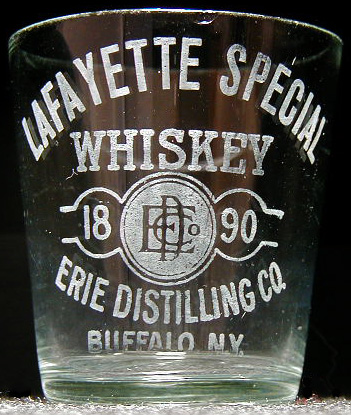 LAFAYETTE SPECIAL
WHISKEY
18 EDCo 90
ERIE DISTILLING CO.
BUFFALO, N.Y.